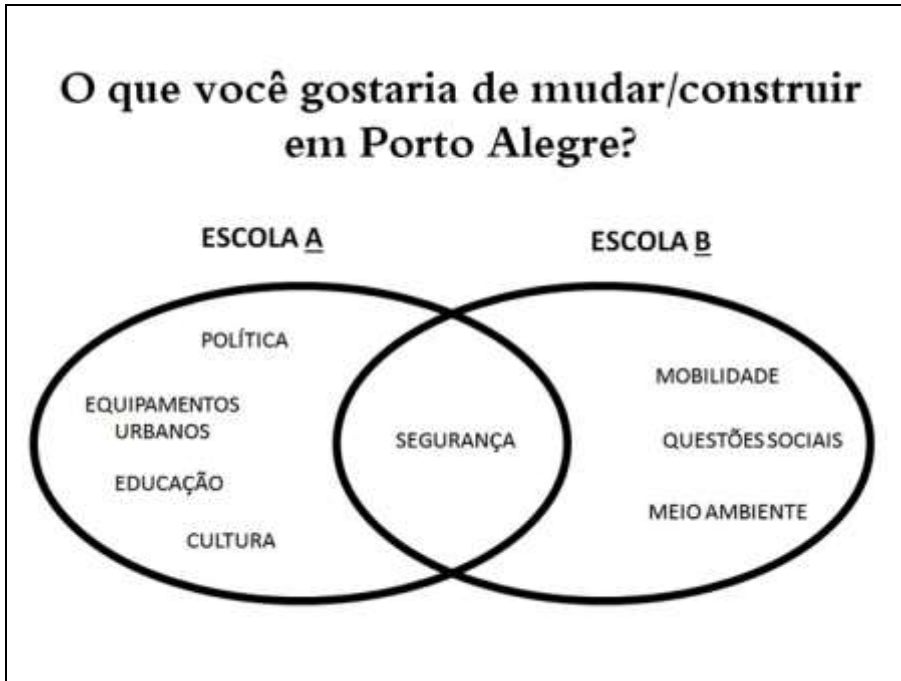 O que você gostaria de mudar/construir
em Porto Alegre?
ESCOLA A
ESCOLA B
POLÍTICA
EQUIPAMENTOS
URBANOS
EDUCAÇÃO
CULTURA
SEGURANÇA
MOBILIDADE
QUESTÕES SOCIAIS
MEIO AMBIENTE